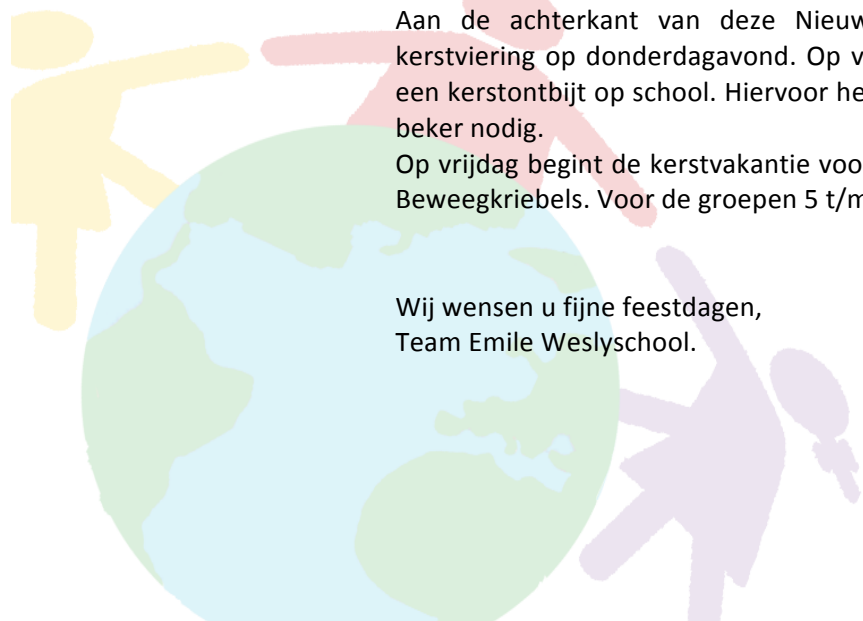 Aan de achterkant van deze Nieuw
kerstviering op donderdagavond. Op v
een kerstontbijt op school. Hiervoor he
beker nodig.
Op vrijdag begint de kerstvakantie voo
Beweegkriebels. Voor de groepen 5 t/m
Wij wensen u fijne feestdagen,
Team Emile Weslyschool.